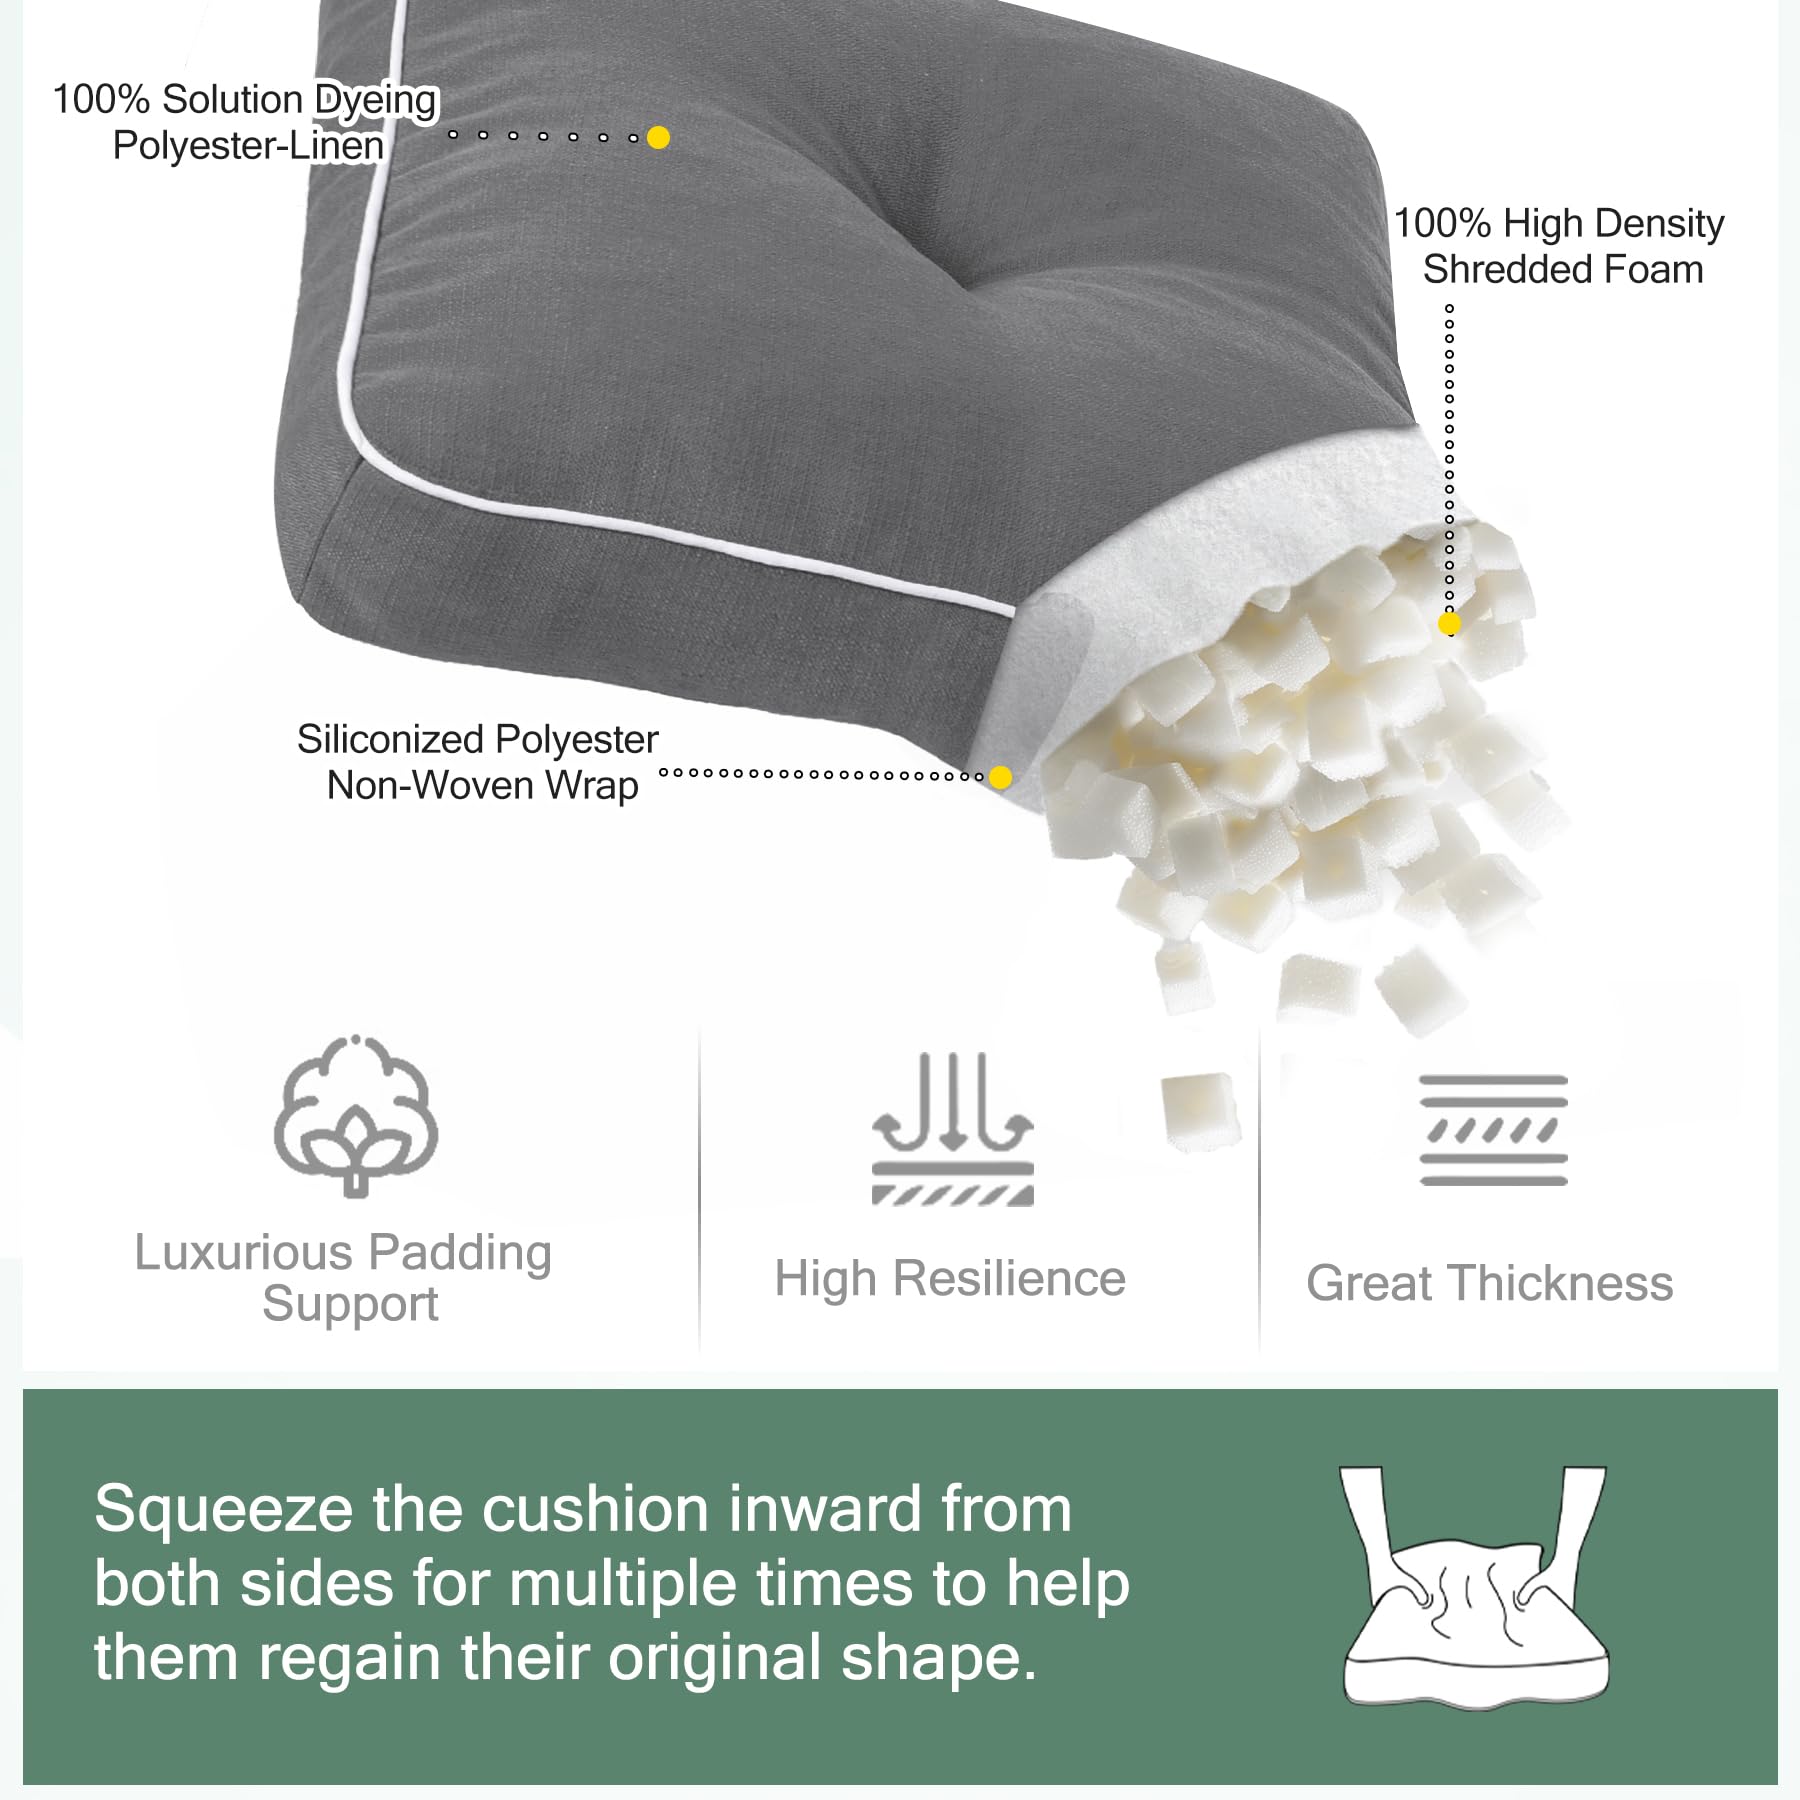 100% Solution Dyeing
Polyester-Linen
100% High Density
Shredded Foam
Siliconized Polyester
Non-Woven Wrap
Luxurious Padding
Support
High Resilience
Great Thickness
Squeeze the cushion inward from
both sides for multiple times to help
them regain their original shape.